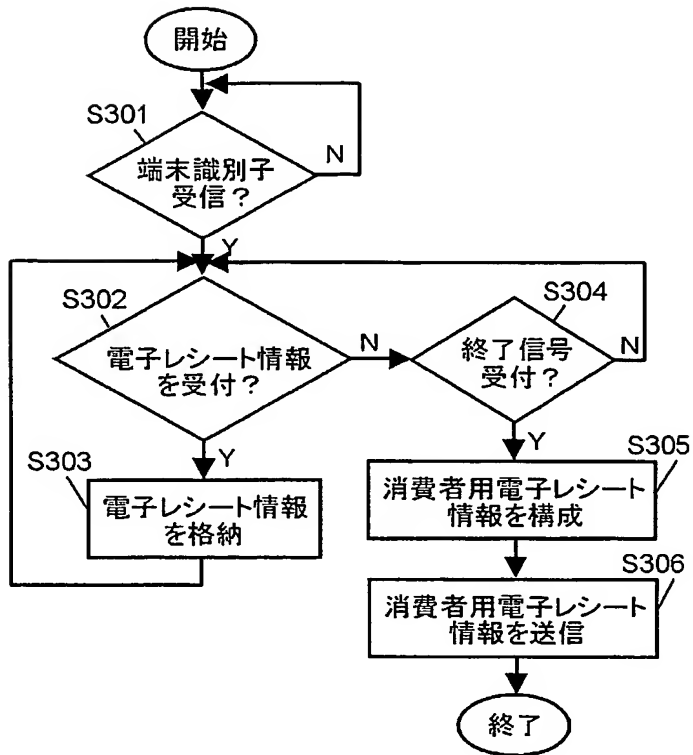 開始
S301
端末識別子
受信?
N
Y
S302
電子レシート情報
を受付?
N
S304
終了信号
受付?
N
Y
S303
電子レシート情報
を格納
Y
S305
消費者用電子レシート
情報を構成
S306
消費者用電子レシート
情報を送信
終了